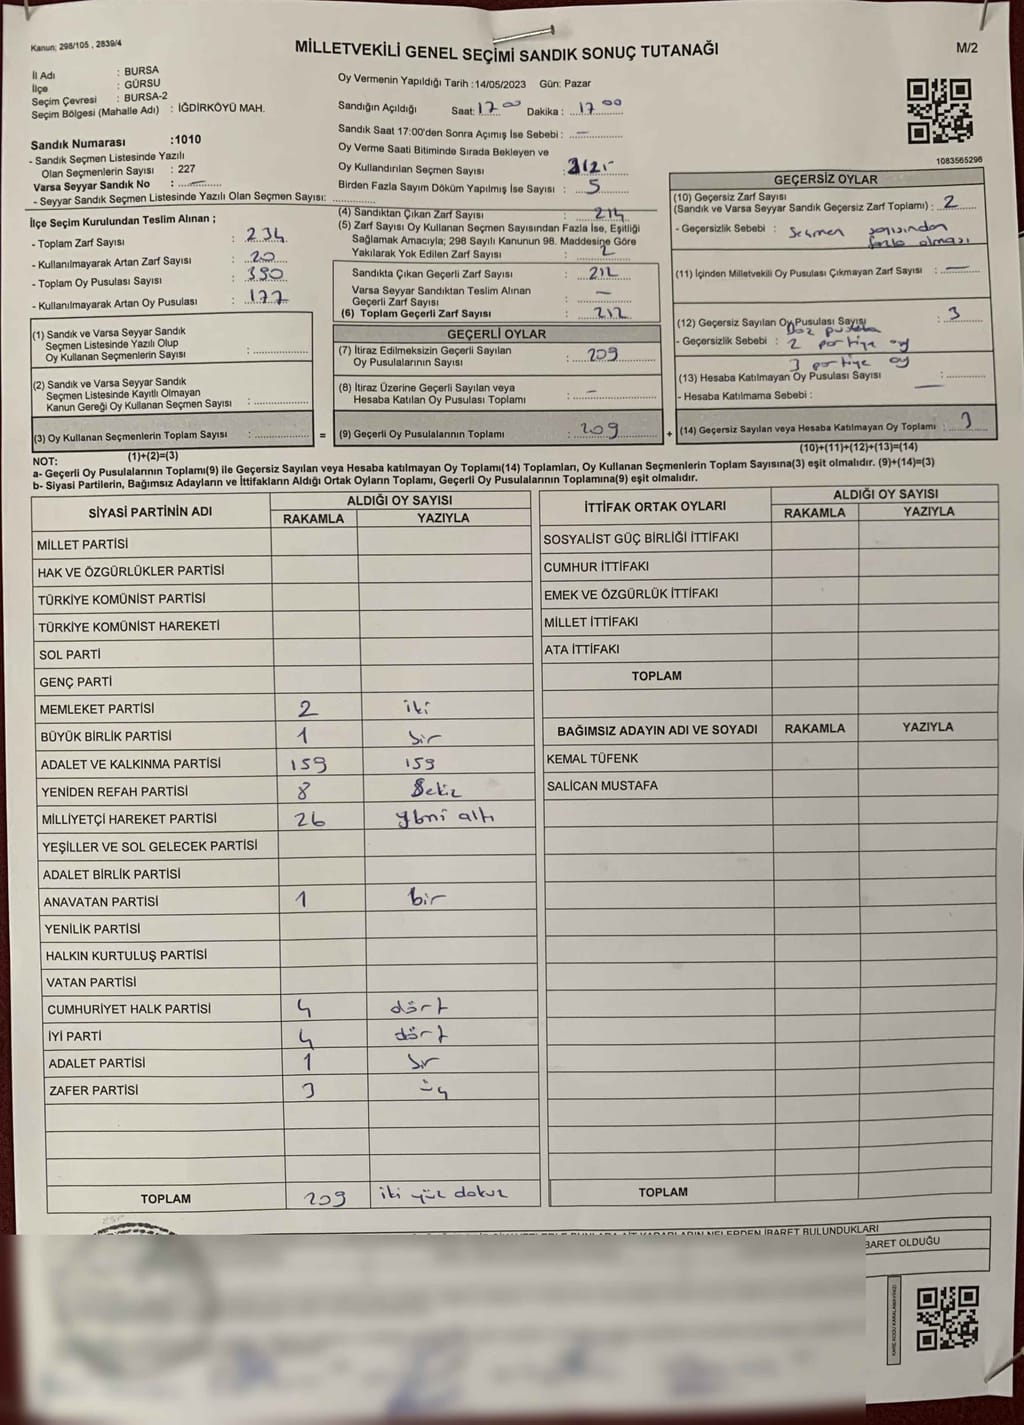 Kanun; 298/105 , 2839/4
MİLLETVEKİLİ GENEL SEÇİMİ SANDIK SONUÇ TUTANAĞI
M/2
İl Adı : BURSA
İlçe : GÜRSU
Seçim Çevresi : BURSA-2
Seçim Bölgesi (Mahalle Adı) : İĞDİRKÖYÜ MAH.
Sandık Numarası :1010
- Sandık Seçmen Listesinde Yazılı
Olan Seçmenlerin Sayısı : 227
Varsa Seyyar Sandık No : —
- Seyyar Sandık Seçmen Listesinde Yazılı Olan Seçmen Sayısı:
Oy Vermenin Yapıldığı Tarih :14/05/2023 Gün: Pazar
Sandığın Açıldığı Saat: 17 00 Dakika : 17 00
Sandık Saat 17:00'den Sonra Açımış İse Sebebi : —
Oy Verme Saati Bitiminde Sırada Bekleyen ve
Oy Kullandırılan Seçmen Sayısı :
Birden Fazla Sayım Döküm Yapılmış İse Sayısı : 5
1083565296
İlçe Seçim Kurulundan Teslim Alınan ;
- Toplam Zarf Sayısı : 234
- Kullanılmayarak Artan Zarf Sayısı : 20
- Toplam Oy Pusulası Sayısı : 390
- Kullanılmayarak Artan Oy Pusulası : 177
(1) Sandık ve Varsa Seyyar Sandık
Seçmen Listesinde Yazılı Olup
Oy Kullanan Seçmenlerin Sayısı :
(2) Sandık ve Varsa Seyyar Sandık
Seçmen Listesinde Kayıtlı Olmayan
Kanun Gereği Oy Kullanan Seçmen Sayısı :
(3) Oy Kullanan Seçmenlerin Toplam Sayısı :
(1)+(2)=(3)
(4) Sandıktan Çıkan Zarf Sayısı : 214
(5) Zarf Sayısı Oy Kullanan Seçmen Sayısından Fazla İse, Eşitliği
Sağlamak Amacıyla; 298 Sayılı Kanunun 98. Maddesine Göre
Yakılarak Yok Edilen Zarf Sayısı : 2
Sandıkta Çıkan Geçerli Zarf Sayısı : 212
Varsa Seyyar Sandıktan Teslim Alınan
Geçerli Zarf Sayısı : —
(6) Toplam Geçerli Zarf Sayısı : 212
GEÇERLİ OYLAR
(7) İtiraz Edilmeksizin Geçerli Sayılan
Oy Pusulalarının Sayısı : 209
(8) İtiraz Üzerine Geçerli Sayılan veya
Hesaba Katılan Oy Pusulası Toplamı : —
= (9) Geçerli Oy Pusulalarının Toplamı : 209
GEÇERSİZ OYLAR
(10) Geçersiz Zarf Sayısı
(Sandık ve Varsa Seyyar Sandık Geçersiz Zarf Toplamı) : 2
- Geçersizlik Sebebi : Seçmen sayısından
fazla olması
(11) İçinden Milletvekili Oy Pusulası Çıkmayan Zarf Sayısı : —
(12) Geçersiz Sayılan Oy Pusulası Sayısı : 3
pusula
- Geçersizlik Sebebi : 2 partiye oy
3 partiye oy
(13) Hesaba Katılmayan Oy Pusulası Sayısı : —
- Hesaba Katılmama Sebebi :
+ (14) Geçersiz Sayılan veya Hesaba Katılmayan Oy Toplamı : 3
(10)+(11)+(12)+(13)=(14)
NOT:
a- Geçerli Oy Pusulalarının Toplamı(9) ile Geçersiz Sayılan veya Hesaba katılmayan Oy Toplamı(14) Toplamları, Oy Kullanan Seçmenlerin Toplam Sayısına(3) eşit olmalıdır. (9)+(14)=(3)
b- Siyasi Partilerin, Bağımsız Adayların ve İttifakların Aldığı Ortak Oyların Toplamı, Geçerli Oy Pusulalarının Toplamına(9) eşit olmalıdır.
SİYASİ PARTİNİN ADI ALDIĞI OY SAYISI
RAKAMLA YAZIYLA
MİLLET PARTİSİ
HAK VE ÖZGÜRLÜKLER PARTİSİ
TÜRKİYE KOMÜNİST PARTİSİ
TÜRKİYE KOMÜNİST HAREKETİ
SOL PARTİ
GENÇ PARTİ
MEMLEKET PARTİSİ 2 iki
BÜYÜK BİRLİK PARTİSİ 1 bir
ADALET VE KALKINMA PARTİSİ 159 159
YENİDEN REFAH PARTİSİ 8 Sekiz
MİLLİYETÇİ HAREKET PARTİSİ 26 altı
YEŞİLLER VE SOL GELECEK PARTİSİ
ADALET BİRLİK PARTİSİ
ANAVATAN PARTİSİ 1 bir
YENİLİK PARTİSİ
HALKIN KURTULUŞ PARTİSİ
VATAN PARTİSİ
CUMHURİYET HALK PARTİSİ 4 dört
İYİ PARTİ 4 dört
ADALET PARTİSİ 1 bir
ZAFER PARTİSİ 3 üç
TOPLAM 209 iki yüz dokuz
İTTİFAK ORTAK OYLARI ALDIĞI OY SAYISI
RAKAMLA YAZIYLA
SOSYALİST GÜÇ BİRLİĞİ İTTİFAKI
CUMHUR İTTİFAKI
EMEK VE ÖZGÜRLÜK İTTİFAKI
MİLLET İTTİFAKI
ATA İTTİFAKI
TOPLAM
BAĞIMSIZ ADAYIN ADI VE SOYADI RAKAMLA YAZIYLA
KEMAL TÜFENK
SALİCAN MUSTAFA
TOPLAM
İBARET BULUNDUKLARI
BARET OLDUĞU